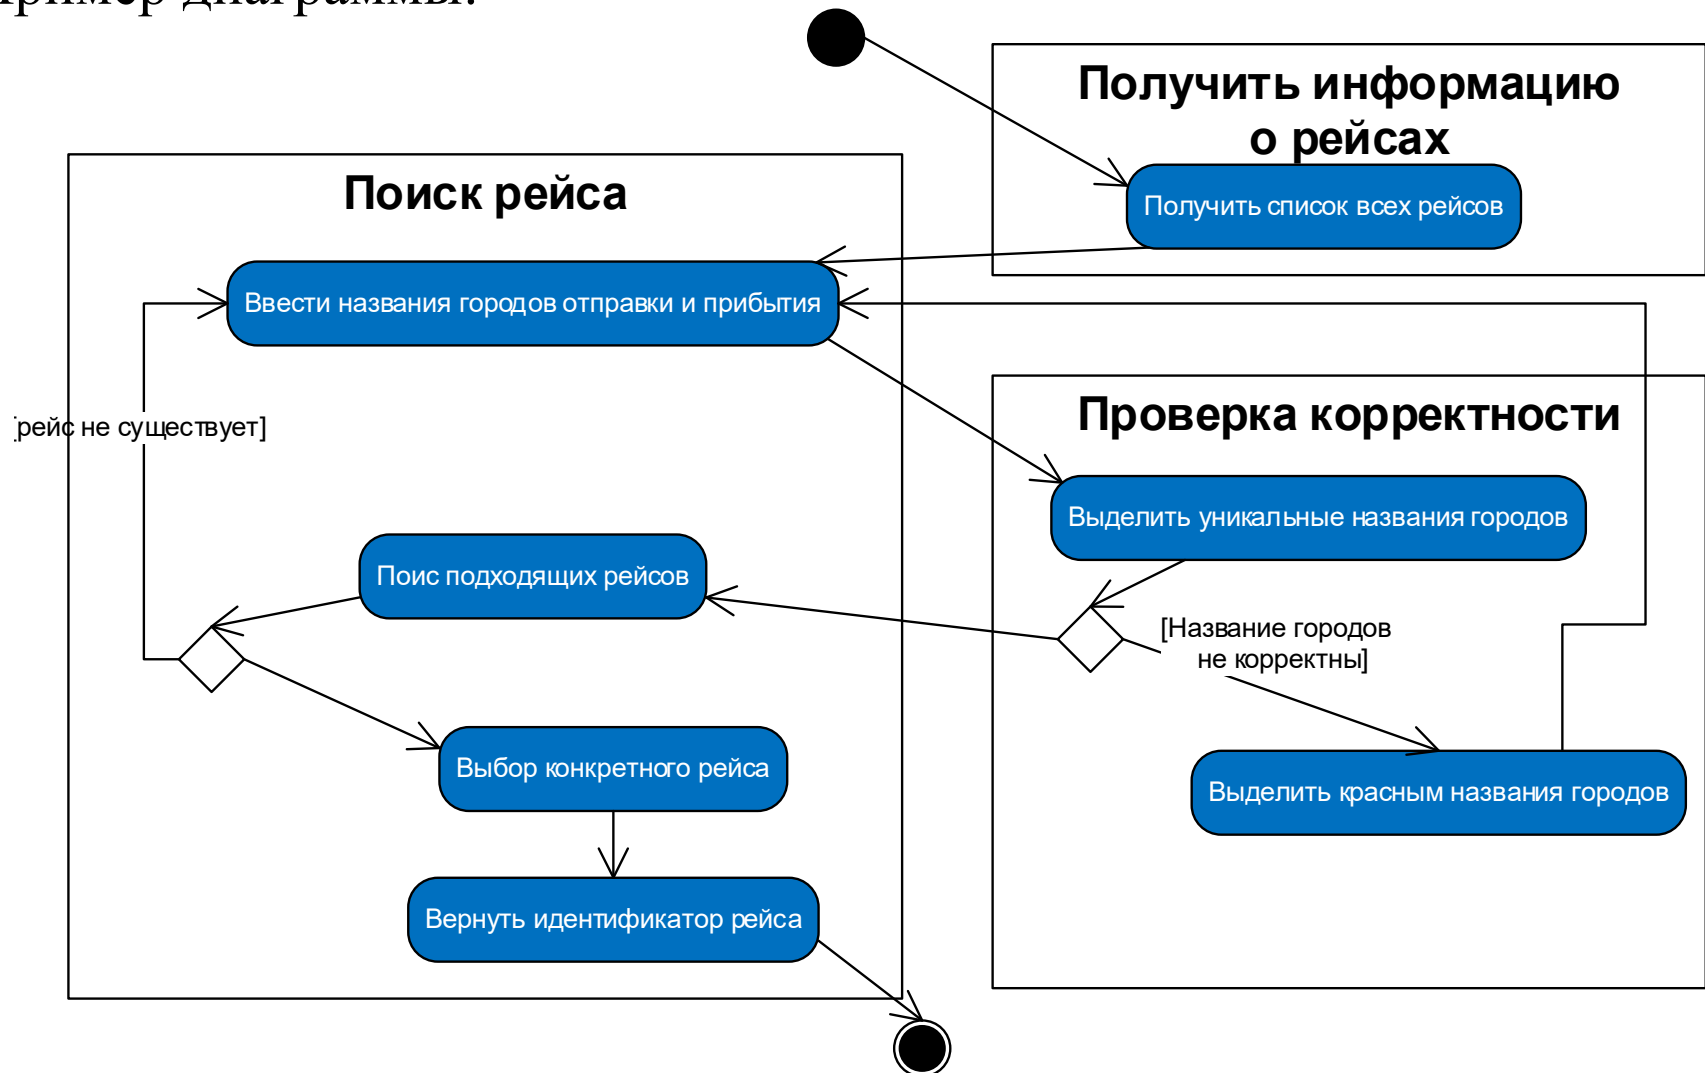 пример диаграммы:
Получить информацию
о рейсах
Получить список всех рейсов
Поиск рейса
Ввести названия городов отправки и прибытия
[рейс не существует]
Проверка корректности
Выделить уникальные названия городов
Поис подходящих рейсов
[Название городов
не корректны]
Выбор конкретного рейса
Выделить красным названия городов
Вернуть идентификатор рейса